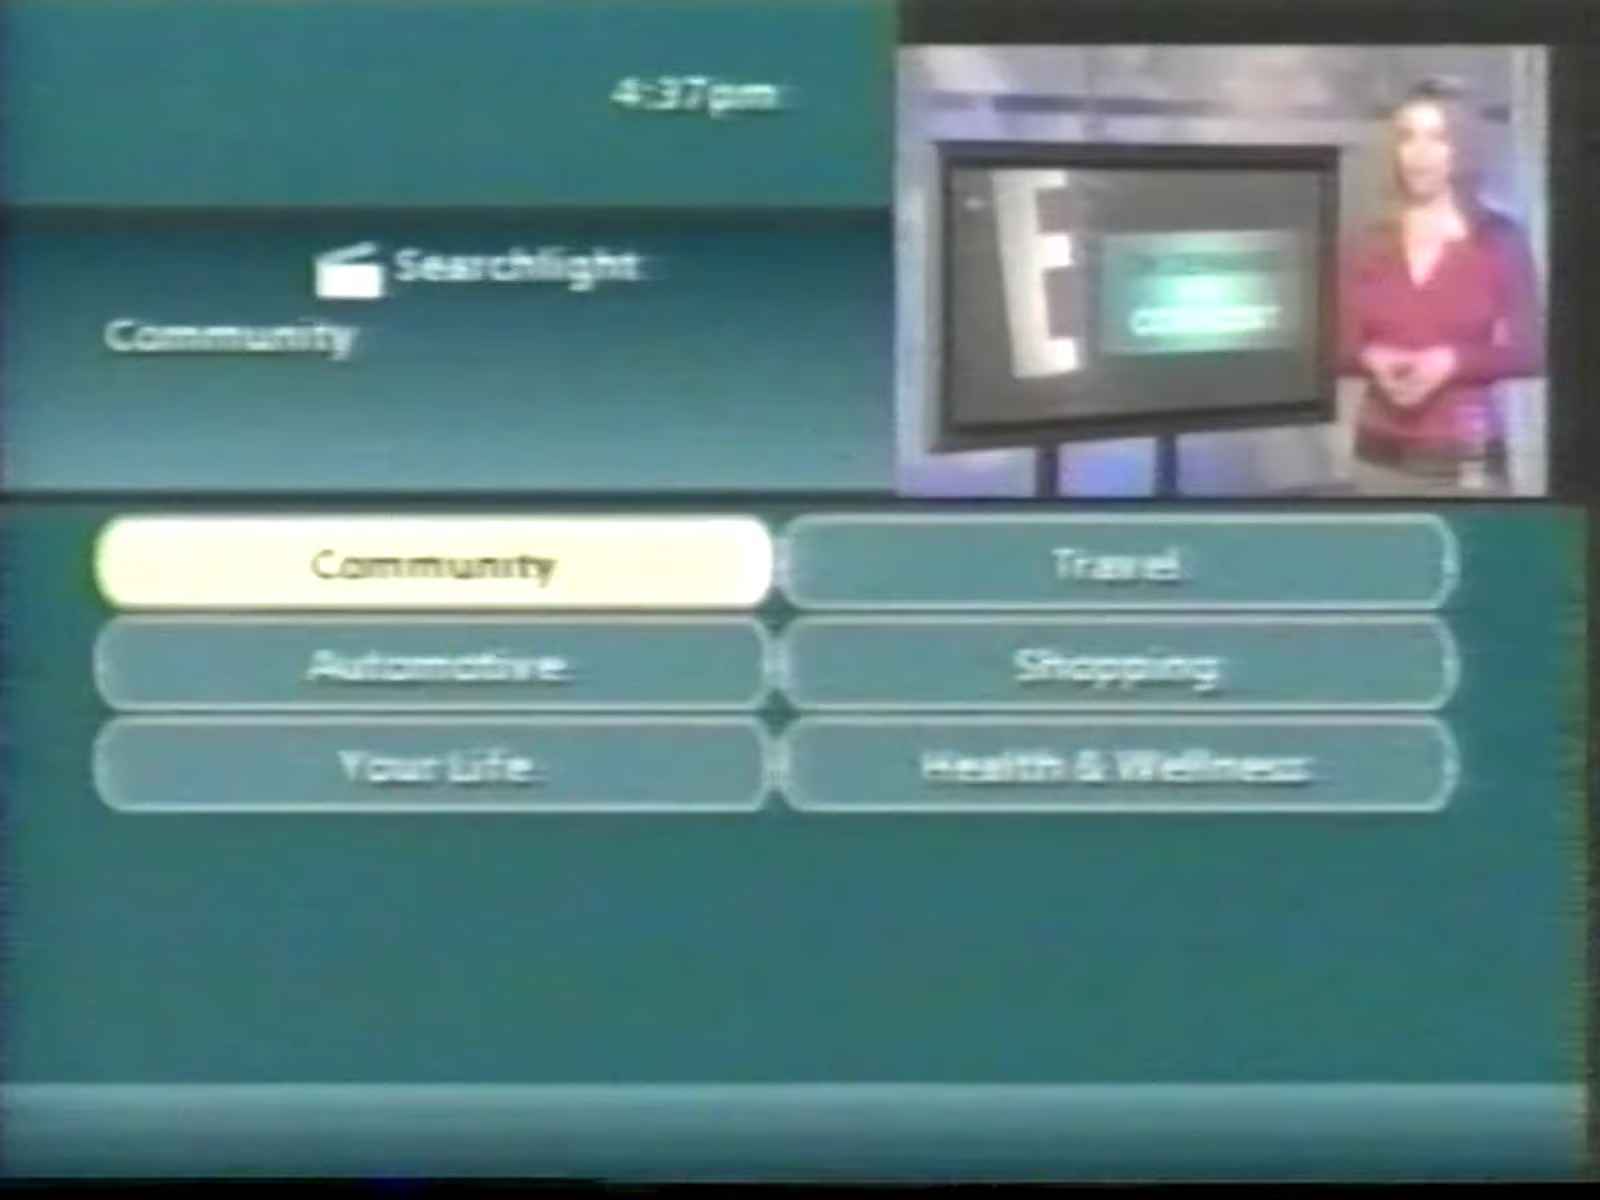 4:37pm
Searchlight
Community
Community
Travel
Automotive
Shopping
Your Life
Health & Wellness